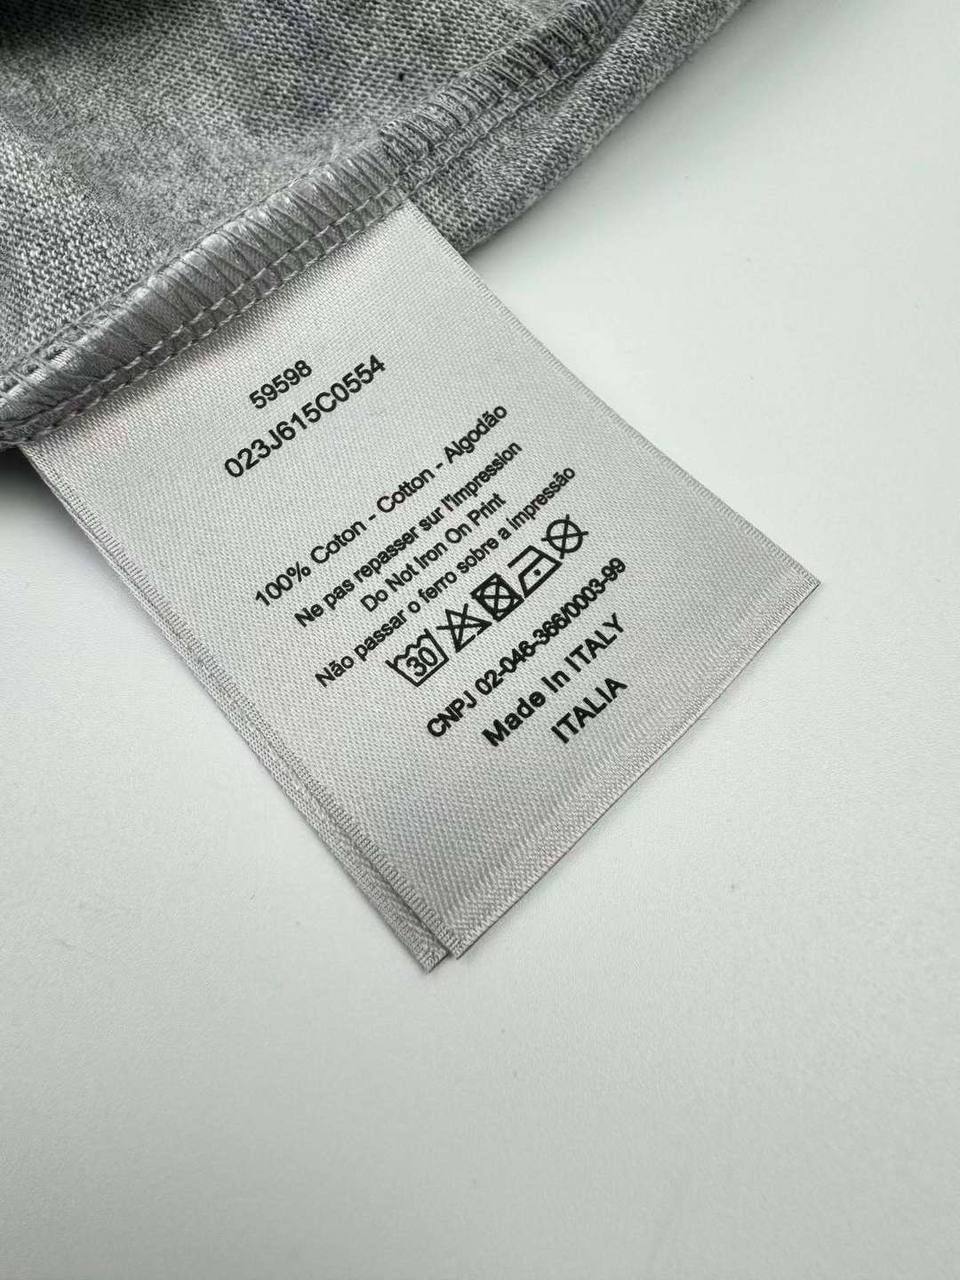 59598
023J615C0554
100% Coton - Cotton - Algodão
Ne pas repasser sur l'impression
Do Not Iron On Print
Não passar o ferro sobre a impressão
30
CNPJ 02-046-366/0003-99
Made In ITALY
ITALIA